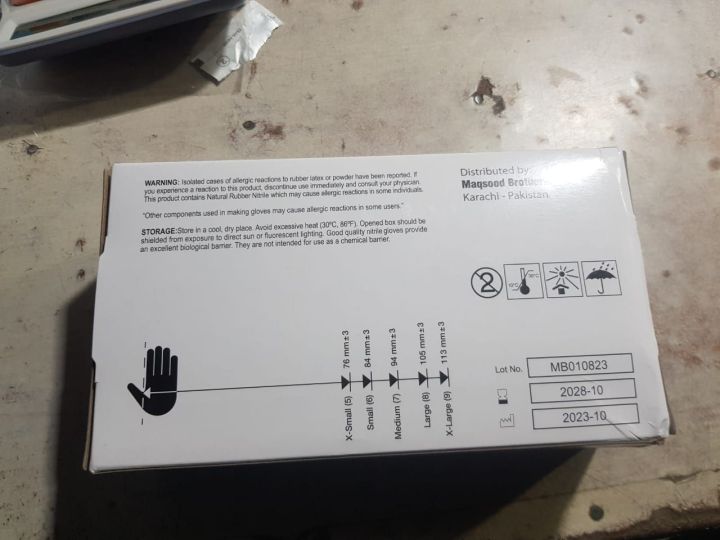 WARNING: Isolated cases of allergic reactions to rubber latex or powder have been reported. If
you experience a reaction to this product, discontinue use immediately and consult your physician.
This product contains Natural Rubber Nitrile which may cause allergic reactions in some individuals.
"Other components used in making gloves may cause allergic reactions in some users."
STORAGE:Store in a cool, dry place. Avoid excessive heat (30ºC, 86ºF). Opened box should be
shielded from exposure to direct sun or fluorescent lighting. Good quality nitrile gloves provide
an excellent biological barrier. They are not intended for use as a chemical barrier.
Distributed by:
Maqsood Brothers
Karachi - Pakistan.
2
X-Small (5) 76 mm±3
Small (6) 84 mm±3
Medium (7) 94 mm±3
Large (8) 105 mm±3
X-Large (9) 113 mm±3
Lot No. MB010823
2028-10
2023-10